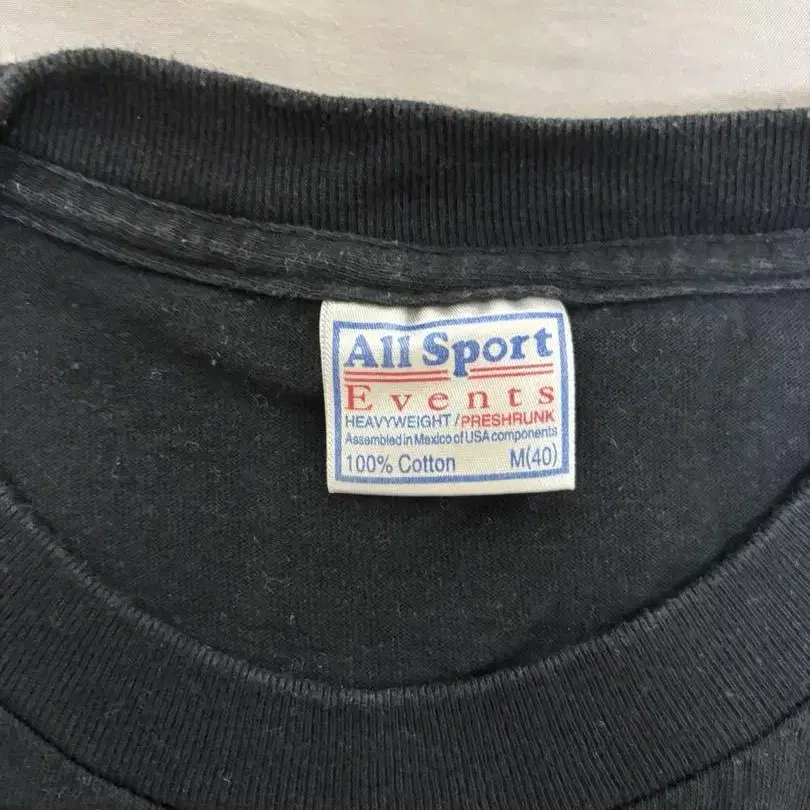 All Sport
Events
HEAVYWEIGHT/PRESHRUNK
Assembled in Mexico of USA components
100% Cotton M(40)